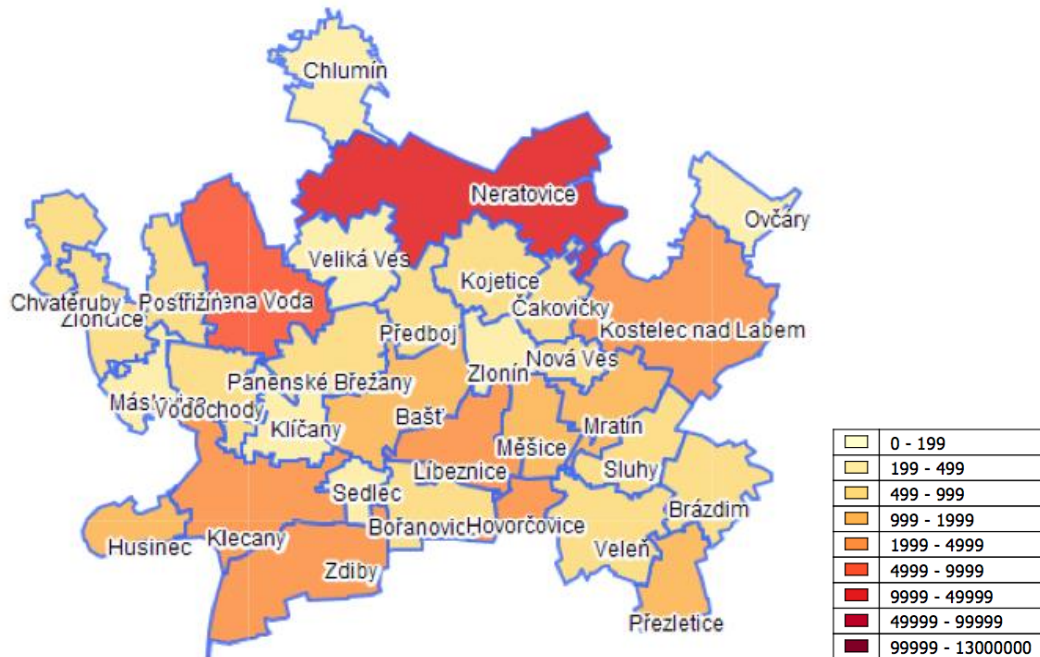 Chlumín
Neratovice
Ovčáry
Veliká Ves
Kojetice
Chvatěruby
Postřižín
na Voda
Čakovičky
Zlončice
Předboj
Kostelec nad Labem
Nová Ves
Zlonín
Panenské Břežany
Vodochody
Bašť
Klíčany
Mratín
Měšice
Líbeznice
Sluhy
Sedlec
Brázdim
Hovorčovice
Klecany
Husinec
Veleň
Zdiby
Přezletice
0 - 199
199 - 499
499 - 999
999 - 1999
1999 - 4999
4999 - 9999
9999 - 49999
49999 - 99999
99999 - 13000000